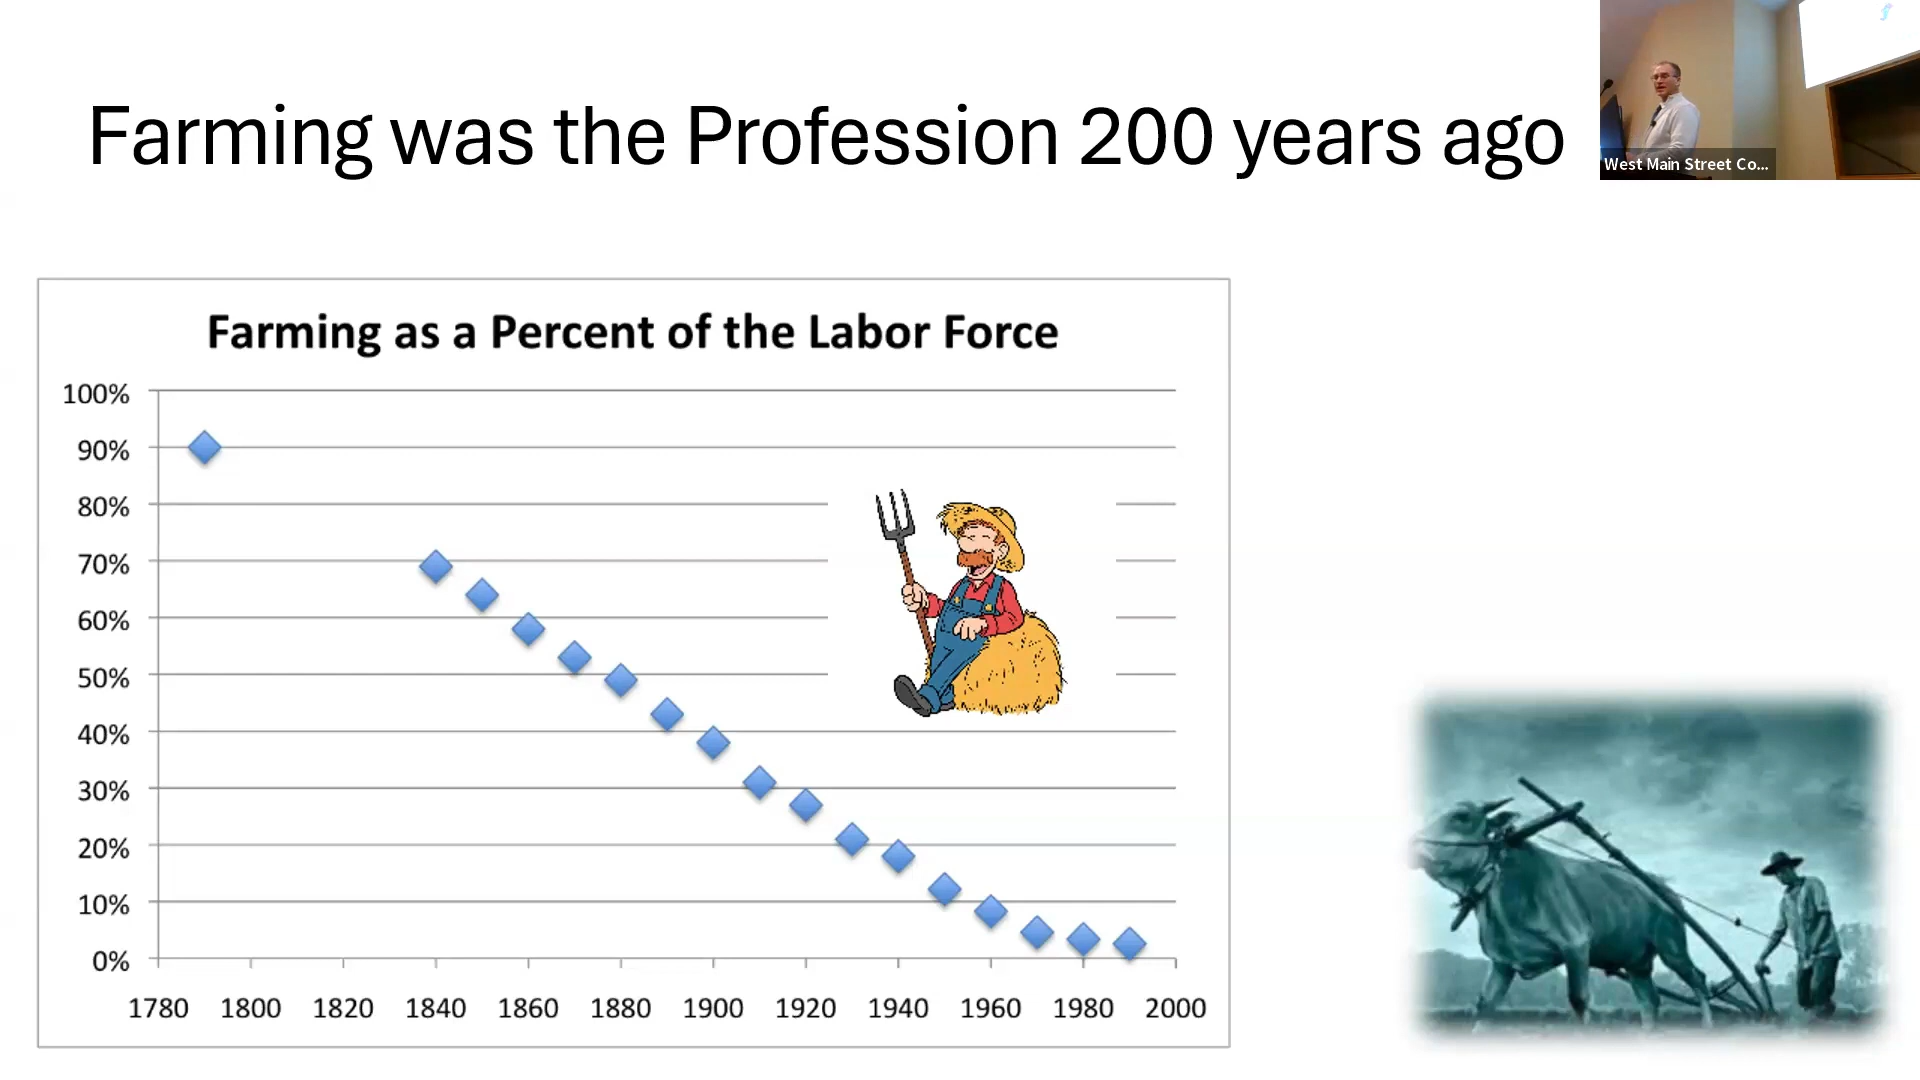 Farming was the Profession 200 years ago
West Main Street Co...
Farming as a Percent of the Labor Force
100%
90%
80%
70%
60%
50%
40%
30%
20%
10%
0%
1780 1800 1820 1840 1860 1880 1900 1920 1940 1960 1980 2000